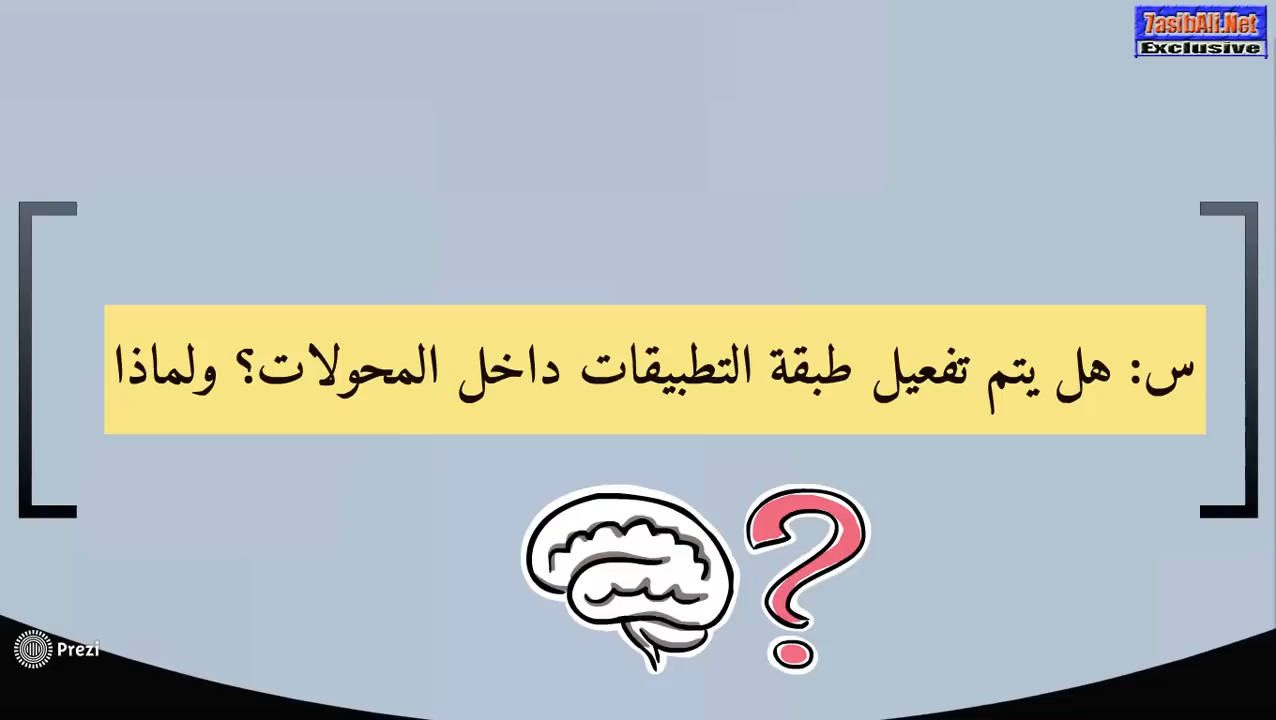 7asibAli.Net
Exclusive
س: هل يتم تفعيل طبقة التطبيقات داخل المحولات؟ ولماذا
Prezi